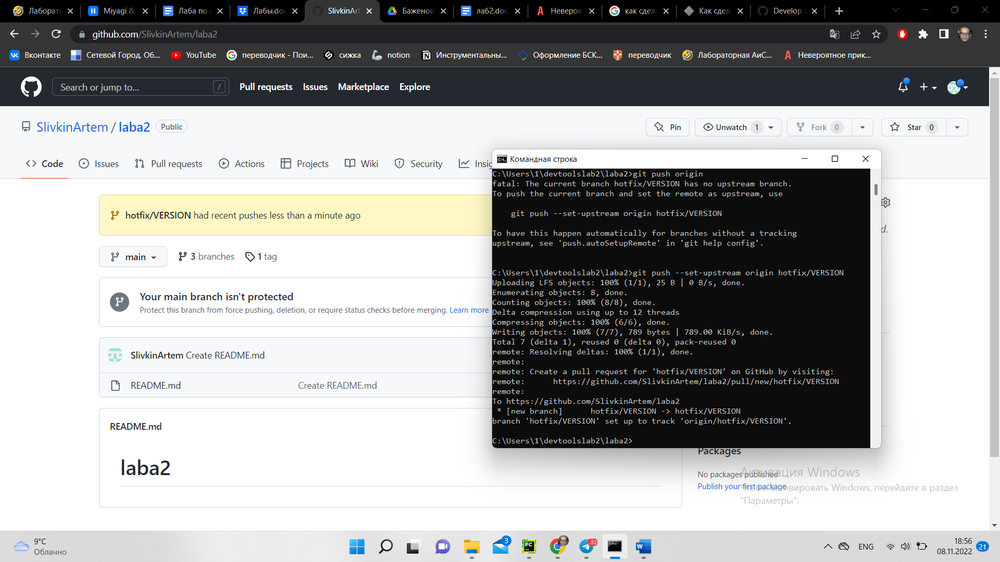 Лаборато
Miyagi &
Лаба по
Лабы.doc
SlivkinArt
Баженов
лаб2.doc
Невероя
как сдела
Как сдел
Develop
github.com/SlivkinArtem/laba2
Вконтакте
Сетевой Город. Об...
YouTube
переводчик - Пои...
сижка
notion
Инструментальны...
Оформление БСК...
переводчик
Лабораторная АиС...
Невероятное прик...
Search or jump to...
/
Pull requests
Issues
Marketplace
Explore
SlivkinArtem / laba2
Public
Pin
Unwatch 1
Fork 0
Star 0
Code
Issues
Pull requests
Actions
Projects
Wiki
Security
Insig
hotfix/VERSION had recent pushes less than a minute ago
main
3 branches
1 tag
Your main branch isn't protected
Protect this branch from force pushing, deletion, or require status checks before merging. Learn more
SlivkinArtem Create README.md
README.md
Create README.md
README.md
laba2
Командная строка
C:\Users\1\devtoolslab2\laba2>git push origin
fatal: The current branch hotfix/VERSION has no upstream branch.
To push the current branch and set the remote as upstream, use
git push --set-upstream origin hotfix/VERSION
To have this happen automatically for branches without a tracking
upstream, see 'push.autoSetupRemote' in 'git help config'.
C:\Users\1\devtoolslab2\laba2>git push --set-upstream origin hotfix/VERSION
Uploading LFS objects: 100% (1/1), 25 B | 0 B/s, done.
Enumerating objects: 8, done.
Counting objects: 100% (8/8), done.
Delta compression using up to 12 threads
Compressing objects: 100% (6/6), done.
Writing objects: 100% (7/7), 789 bytes | 789.00 KiB/s, done.
Total 7 (delta 1), reused 0 (delta 0), pack-reused 0
remote: Resolving deltas: 100% (1/1), done.
remote:
remote: Create a pull request for 'hotfix/VERSION' on GitHub by visiting:
remote:      https://github.com/SlivkinArtem/laba2/pull/new/hotfix/VERSION
remote:
To https://github.com/SlivkinArtem/laba2
* [new branch]      hotfix/VERSION -> hotfix/VERSION
branch 'hotfix/VERSION' set up to track 'origin/hotfix/VERSION'.
C:\Users\1\devtoolslab2\laba2>
d.
Packages
No packages published
Publish your first package
Активация Windows
Чтобы активировать Windows, перейдите в раздел
"Параметры".
9°C
Облачно
3
PC
82
W
ENG
18:56
08.11.2022
21